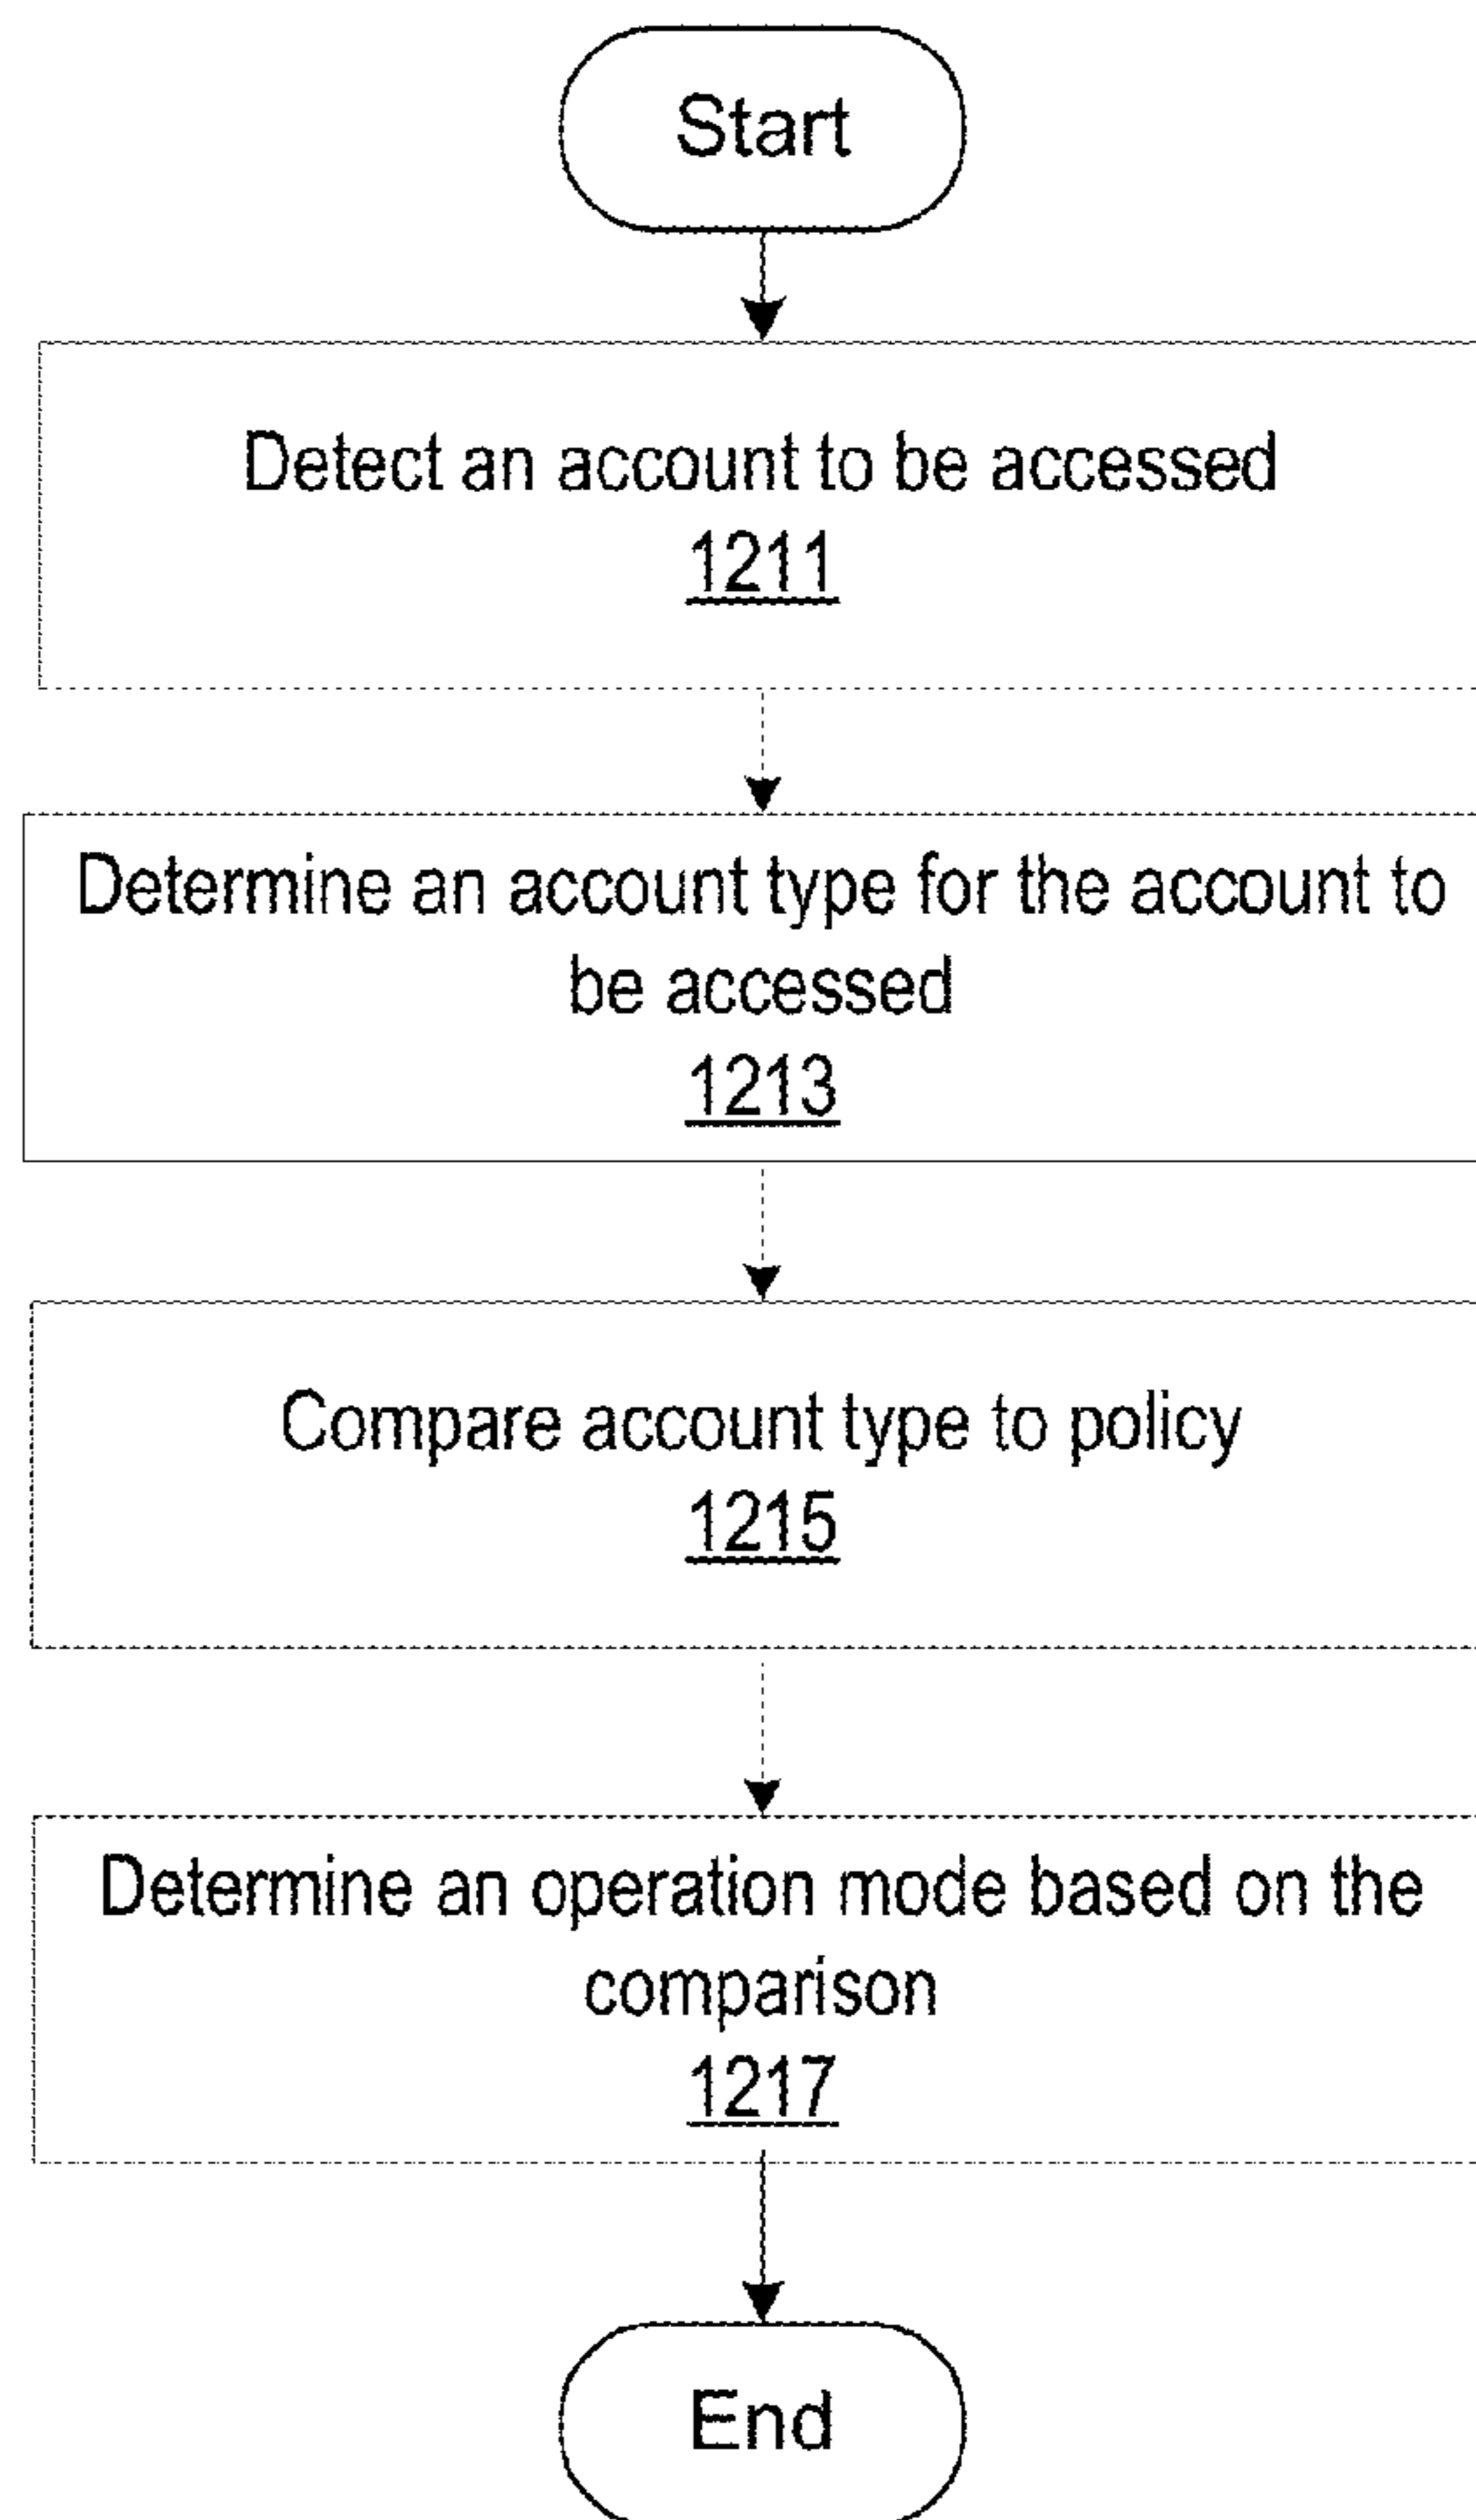 Start
Detect an account to be accessed
1211
Determine an account type for the account to
be accessed
1213
Compare account type to policy
1215
Determine an operation mode based on the
comparison
1217
End